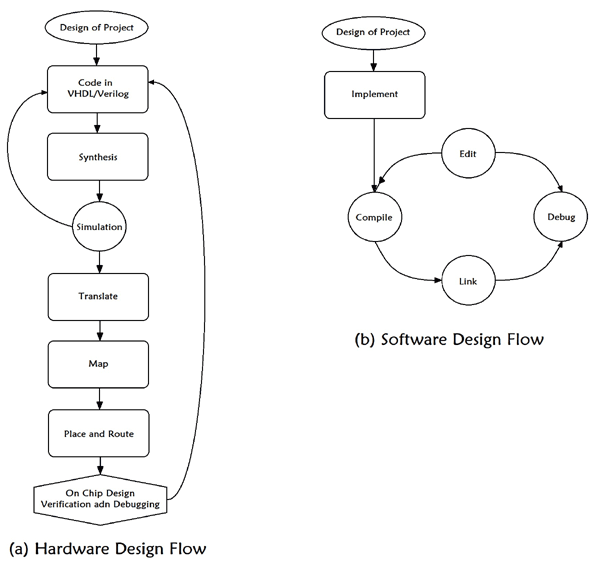 Design of Project
Code in
VHDL/Verilog
Synthesis
Simulation
Translate
Map
Place and Route
On Chip Design
Verification adn Debugging
(a) Hardware Design Flow
Design of Project
Implement
Edit
Compile
Debug
Link
(b) Software Design Flow